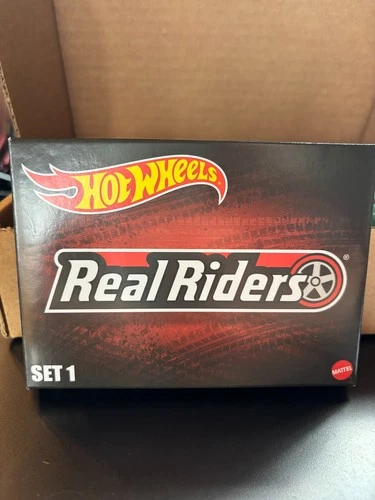 HOT WHEELS
®
Real Riders
®
SET 1
MATTEL